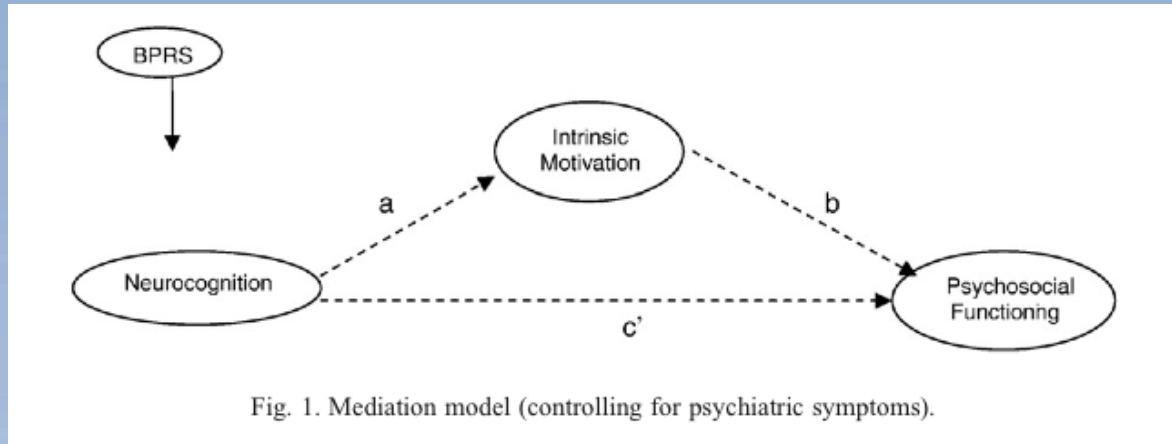 BPRS
Intrinsic
Motivation
a
b
Neurocognition
Psychosocial
Functioning
c'
Fig. 1. Mediation model (controlling for psychiatric symptoms).